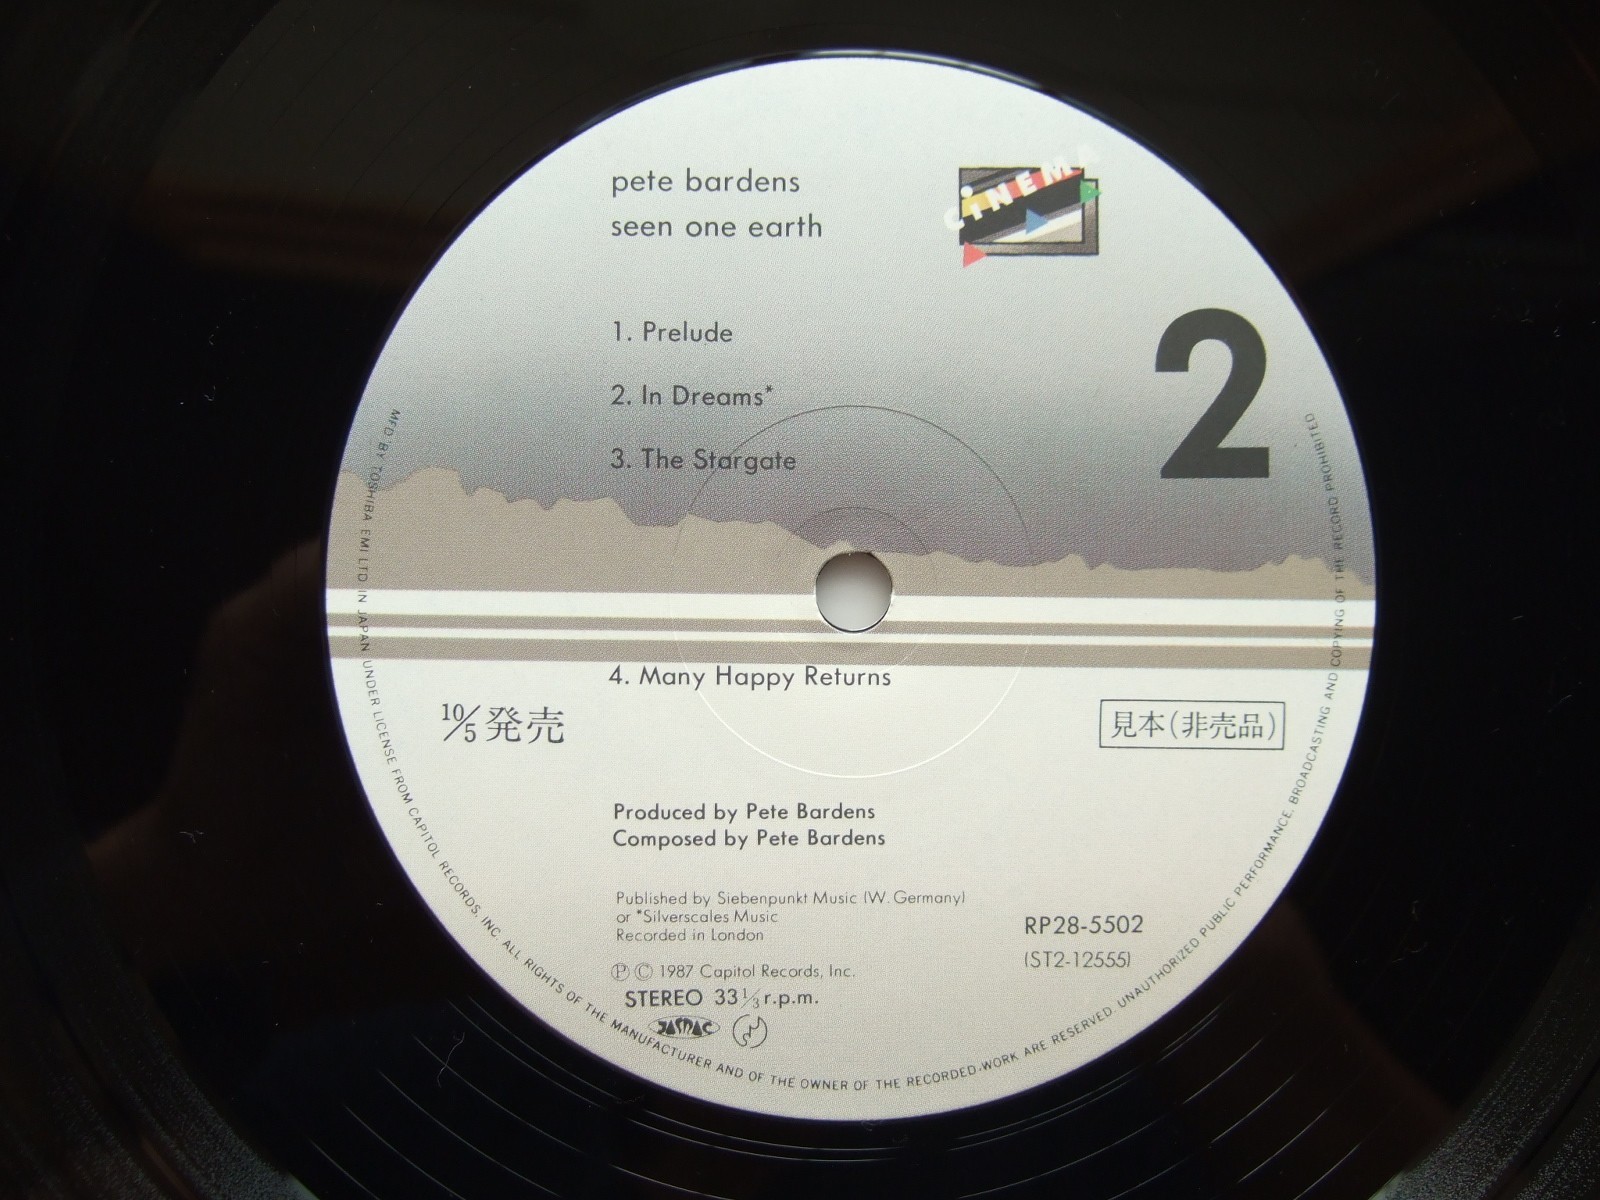 pete bardens
seen one earth
CINEMA
2
1. Prelude
2. In Dreams*
3. The Stargate
4. Many Happy Returns
10/5 発売
見本(非売品)
Produced by Pete Bardens
Composed by Pete Bardens
Published by Siebenpunkt Music (W. Germany)
or *Silverscales Music
Recorded in London
RP28-5502
(ST2-12555)
Ⓟ Ⓒ 1987 Capitol Records, Inc.
STEREO 33 1/3 r.p.m.
JASRAC
MFD BY TOSHIBA EMI LTD IN JAPAN UNDER LICENSE FROM CAPITOL RECORDS, INC. ALL RIGHTS OF THE MANUFACTURER AND OF THE OWNER OF THE RECORDED WORK ARE RESERVED. UNAUTHORIZED PUBLIC PERFORMANCE, BROADCASTING AND COPYING OF THE RECORD PROHIBITED